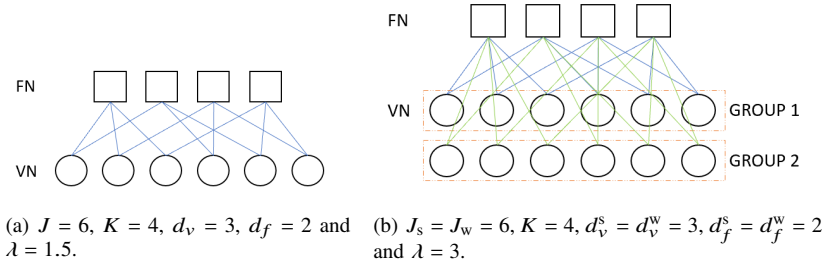 FN
VN
FN
VN
GROUP 1
GROUP 2
(a) J = 6, K = 4, d_v = 3, d_f = 2 and
λ = 1.5.
(b) J_s = J_w = 6, K = 4, d_v^s = d_v^w = 3, d_f^s = d_f^w = 2
and λ = 3.